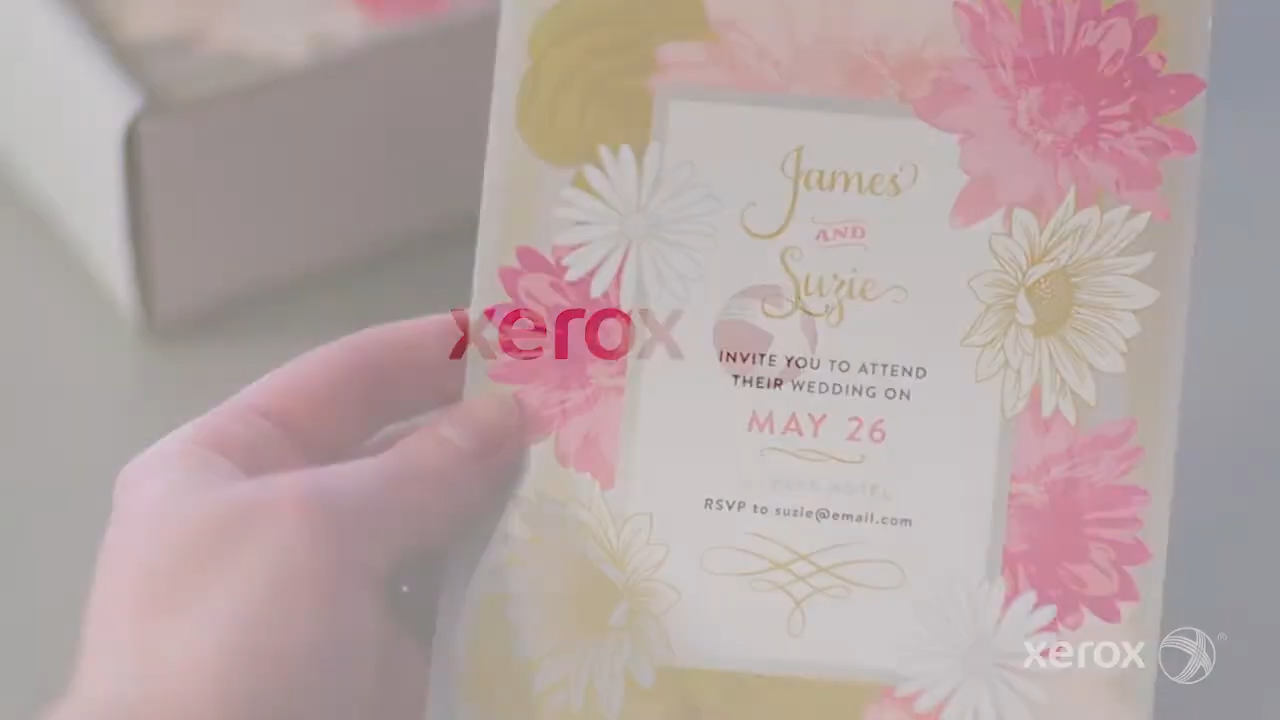 James
AND
Suzie
xerox
INVITE YOU TO ATTEND
THEIR WEDDING ON
MAY 26
RSVP to suzie@email.com
xerox